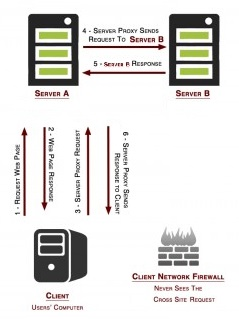 4 - Server Proxy Sends
Request To Server B
5 - Server B Response
Server A
Server B
1 - Request Web Page
2 - Web Page Response
3 - Server Proxy Request
6 - Server Proxy Sends
Response to Client
Client
Users' Computer
Client Network Firewall
Never Sees The
Cross Site Request